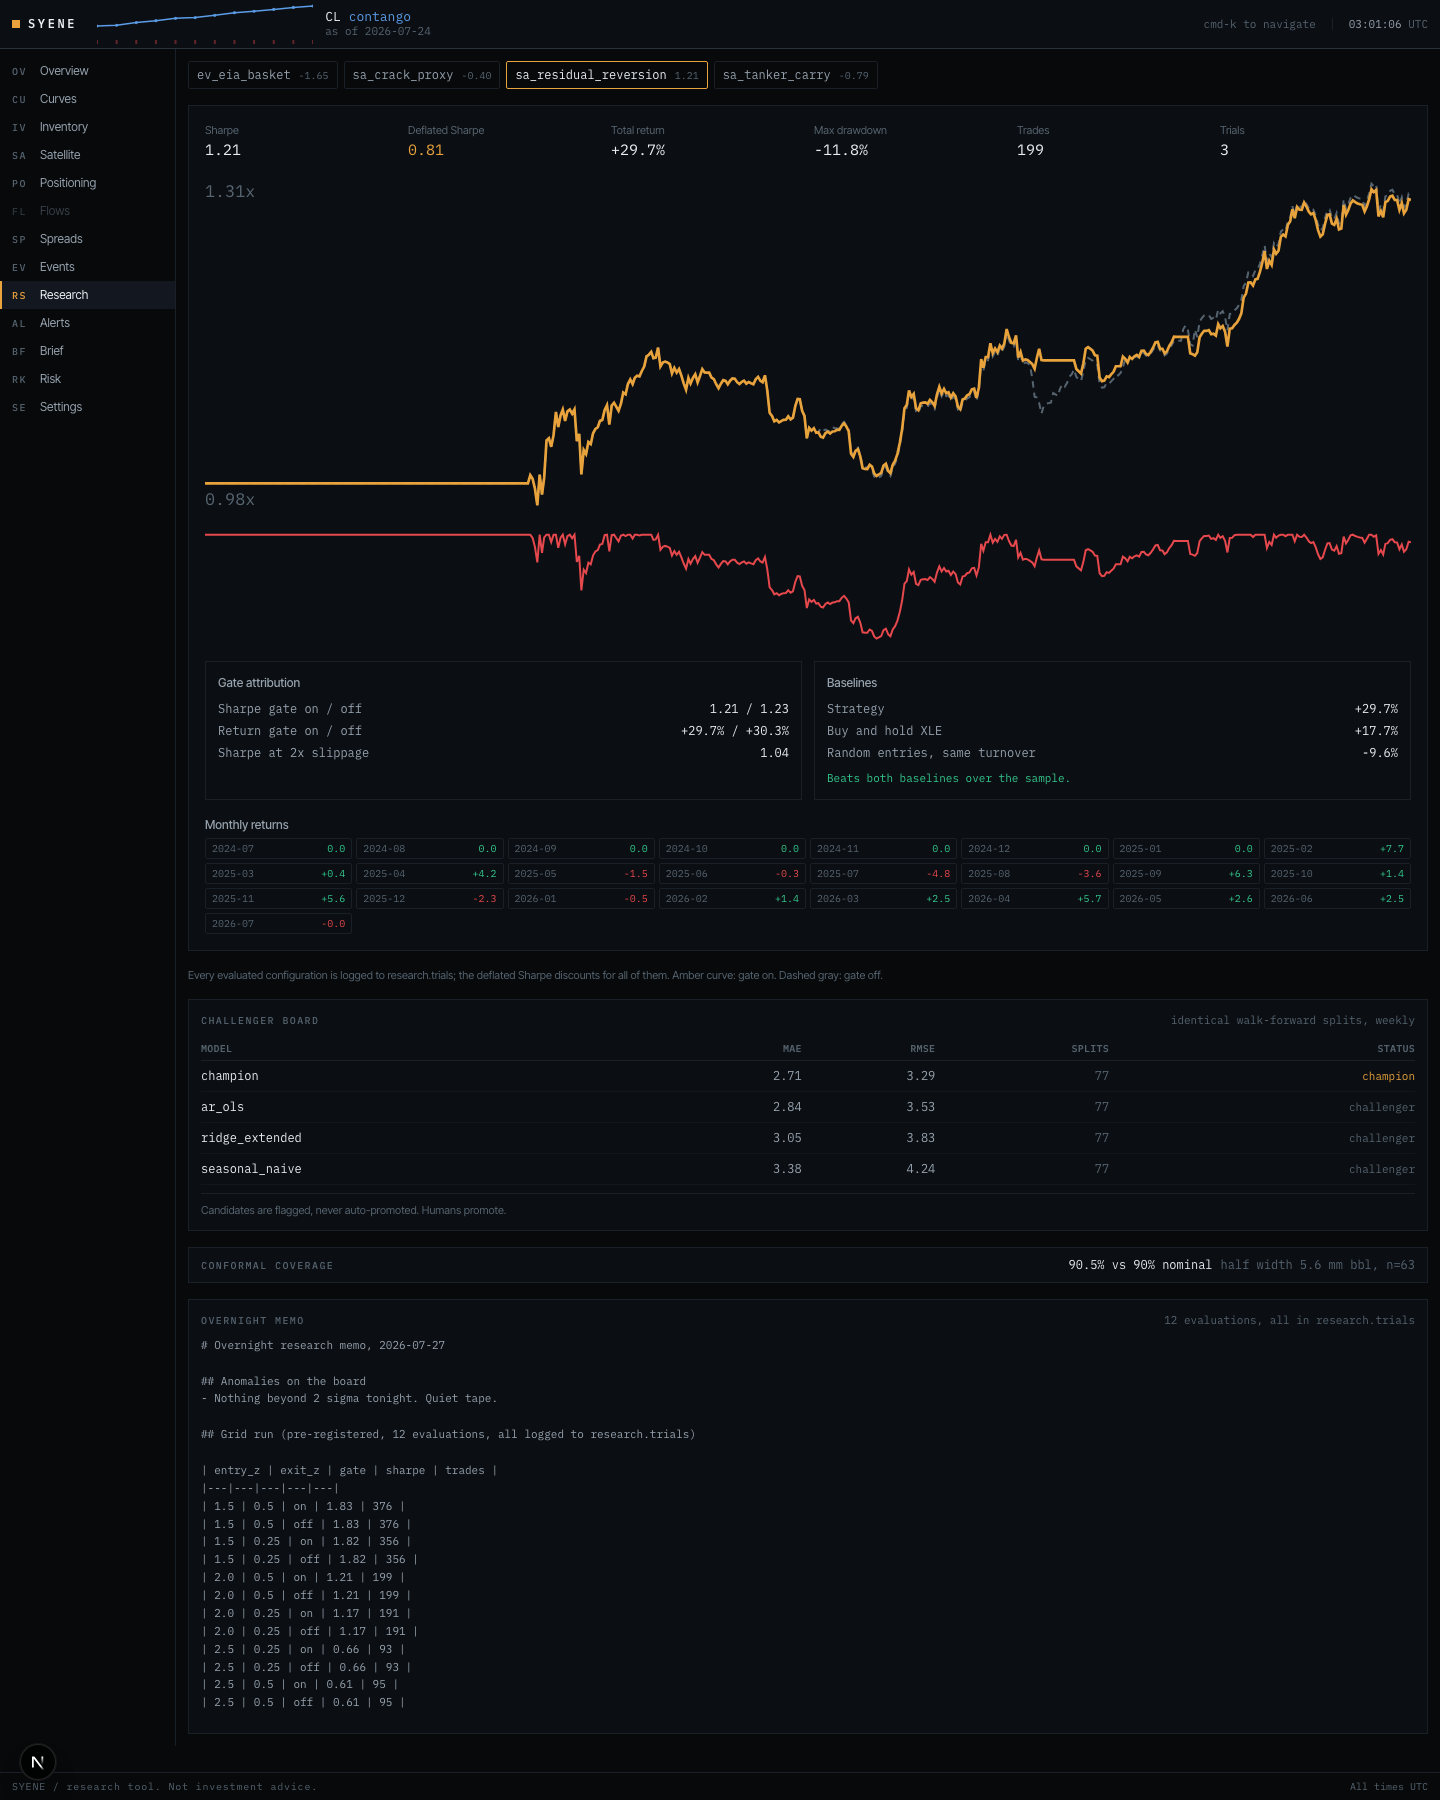 SYENE
CL contango
as of 2026-07-24
cmd-k to navigate
03:01:06 UTC
OV Overview
CU Curves
IV Inventory
SA Satellite
PO Positioning
FL Flows
SP Spreads
EV Events
RS Research
AL Alerts
BF Brief
RK Risk
SE Settings
ev_eia_basket -1.65
sa_crack_proxy -0.40
sa_residual_reversion 1.21
sa_tanker_carry -0.79
Sharpe Deflated Sharpe Total return Max drawdown Trades Trials
1.21 0.81 +29.7% -11.8% 199 3
1.31x
0.98x
Gate attribution
Sharpe gate on / off 1.21 / 1.23
Return gate on / off +29.7% / +30.3%
Sharpe at 2x slippage 1.04
Baselines
Strategy +29.7%
Buy and hold XLE +17.7%
Random entries, same turnover -9.6%
Beats both baselines over the sample.
Monthly returns
2024-07 0.0 2024-08 0.0 2024-09 0.0 2024-10 0.0 2024-11 0.0 2024-12 0.0 2025-01 0.0 2025-02 +7.7
2025-03 +0.4 2025-04 +4.2 2025-05 -1.5 2025-06 -0.3 2025-07 -4.8 2025-08 -3.6 2025-09 +6.3 2025-10 +1.4
2025-11 +5.6 2025-12 -2.3 2026-01 -0.5 2026-02 +1.4 2026-03 +2.5 2026-04 +5.7 2026-05 +2.6 2026-06 +2.5
2026-07 -0.0
Every evaluated configuration is logged to research.trials; the deflated Sharpe discounts for all of them. Amber curve: gate on. Dashed gray: gate off.
CHALLENGER BOARD identical walk-forward splits, weekly
MODEL MAE RMSE SPLITS STATUS
champion 2.71 3.29 77 champion
ar_ols 2.84 3.53 77 challenger
ridge_extended 3.05 3.83 77 challenger
seasonal_naive 3.38 4.24 77 challenger
Candidates are flagged, never auto-promoted. Humans promote.
CONFORMAL COVERAGE 90.5% vs 90% nominal half width 5.6 mm bbl, n=63
OVERNIGHT MEMO 12 evaluations, all in research.trials
# Overnight research memo, 2026-07-27
## Anomalies on the board
- Nothing beyond 2 sigma tonight. Quiet tape.
## Grid run (pre-registered, 12 evaluations, all logged to research.trials)
| entry_z | exit_z | gate | sharpe | trades |
|---|---|---|---|---|
| 1.5 | 0.5 | on | 1.83 | 376 |
| 1.5 | 0.5 | off | 1.83 | 376 |
| 1.5 | 0.25 | on | 1.82 | 356 |
| 1.5 | 0.25 | off | 1.82 | 356 |
| 2.0 | 0.5 | on | 1.21 | 199 |
| 2.0 | 0.5 | off | 1.21 | 199 |
| 2.0 | 0.25 | on | 1.17 | 191 |
| 2.0 | 0.25 | off | 1.17 | 191 |
| 2.5 | 0.25 | on | 0.66 | 93 |
| 2.5 | 0.25 | off | 0.66 | 93 |
| 2.5 | 0.5 | on | 0.61 | 95 |
| 2.5 | 0.5 | off | 0.61 | 95 |
N
SYENE / research tool. Not investment advice.
All times UTC